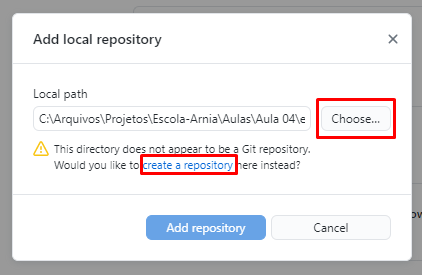 Add local repository
Local path
C:\Arquivos\Projetos\Escola-Arnia\Aulas\Aula 04\e
Choose...
This directory does not appear to be a Git repository.
Would you like to create a repository here instead?
Add repository
Cancel